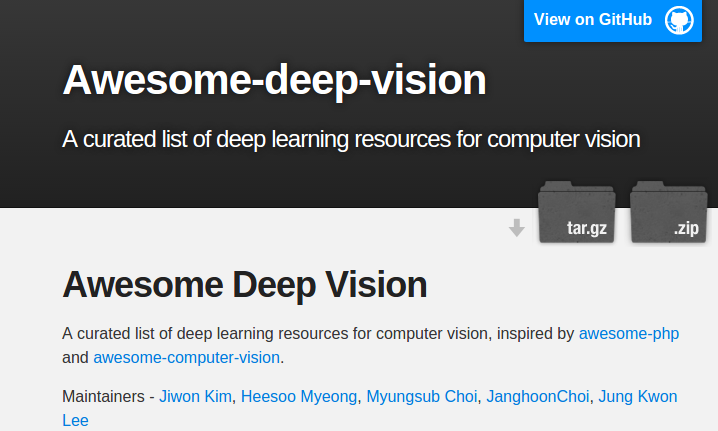 View on GitHub
Awesome-deep-vision
A curated list of deep learning resources for computer vision
tar.gz
.zip
Awesome Deep Vision
A curated list of deep learning resources for computer vision, inspired by awesome-php
and awesome-computer-vision.
Maintainers - Jiwon Kim, Heesoo Myeong, Myungsub Choi, JanghoonChoi, Jung Kwon
Lee